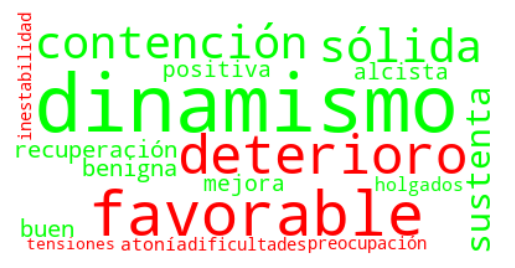 inestabilidad
contención sólida
positiva alcista
dinamismo
sustenta
recuperación deterioro
benigna
mejora holgados
favorable
buen
tensiones atonía dificultades preocupación